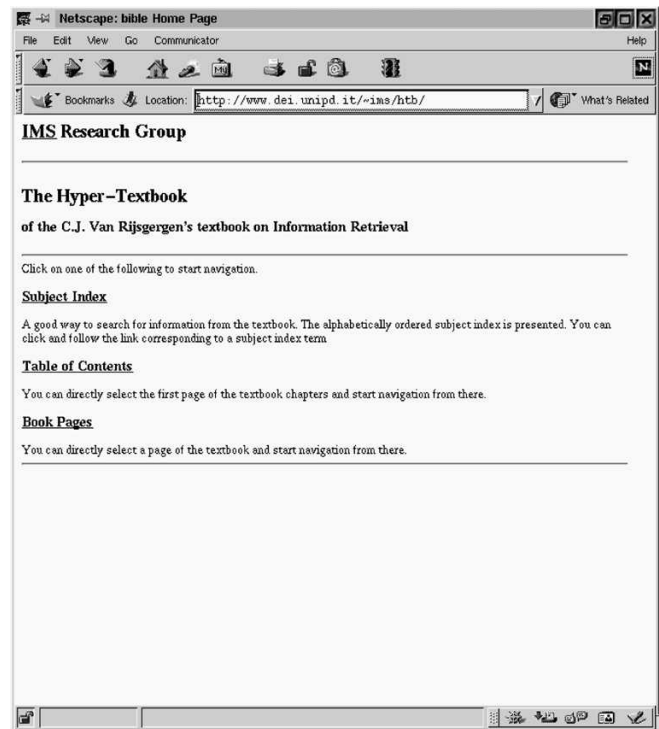 Netscape: bible Home Page
File Edit View Go Communicator Help
My N
Bookmarks Location: http://www.dei.unipd.it/~ims/htb/ What's Related
IMS Research Group
The Hyper-Textbook
of the C.J. Van Rijsgergen's textbook on Information Retrieval
Click on one of the following to start navigation.
Subject Index
A good way to search for information from the textbook. The alphabetically ordered subject index is presented. You can
click and follow the link corresponding to a subject index term
Table of Contents
You can directly select the first page of the textbook chapters and start navigation from there.
Book Pages
You can directly select a page of the textbook and start navigation from there.